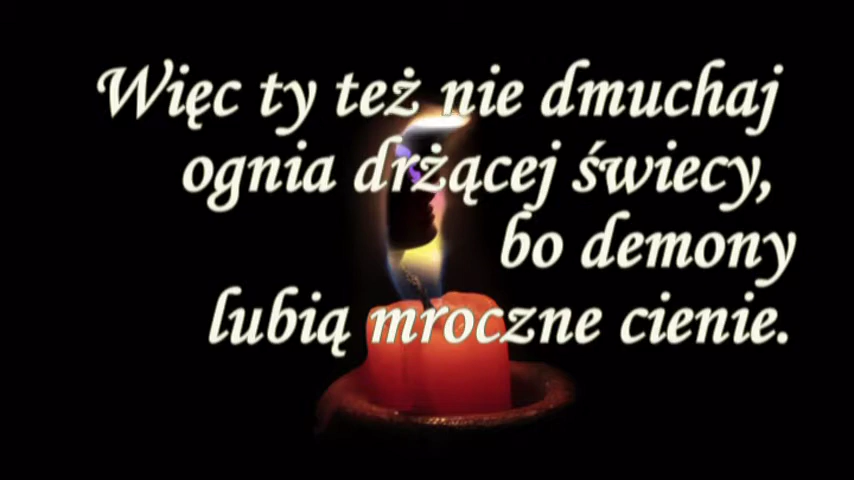 Więc ty też nie dmuchaj
ognia drżącej świecy,
bo demony
lubią mroczne cienie.